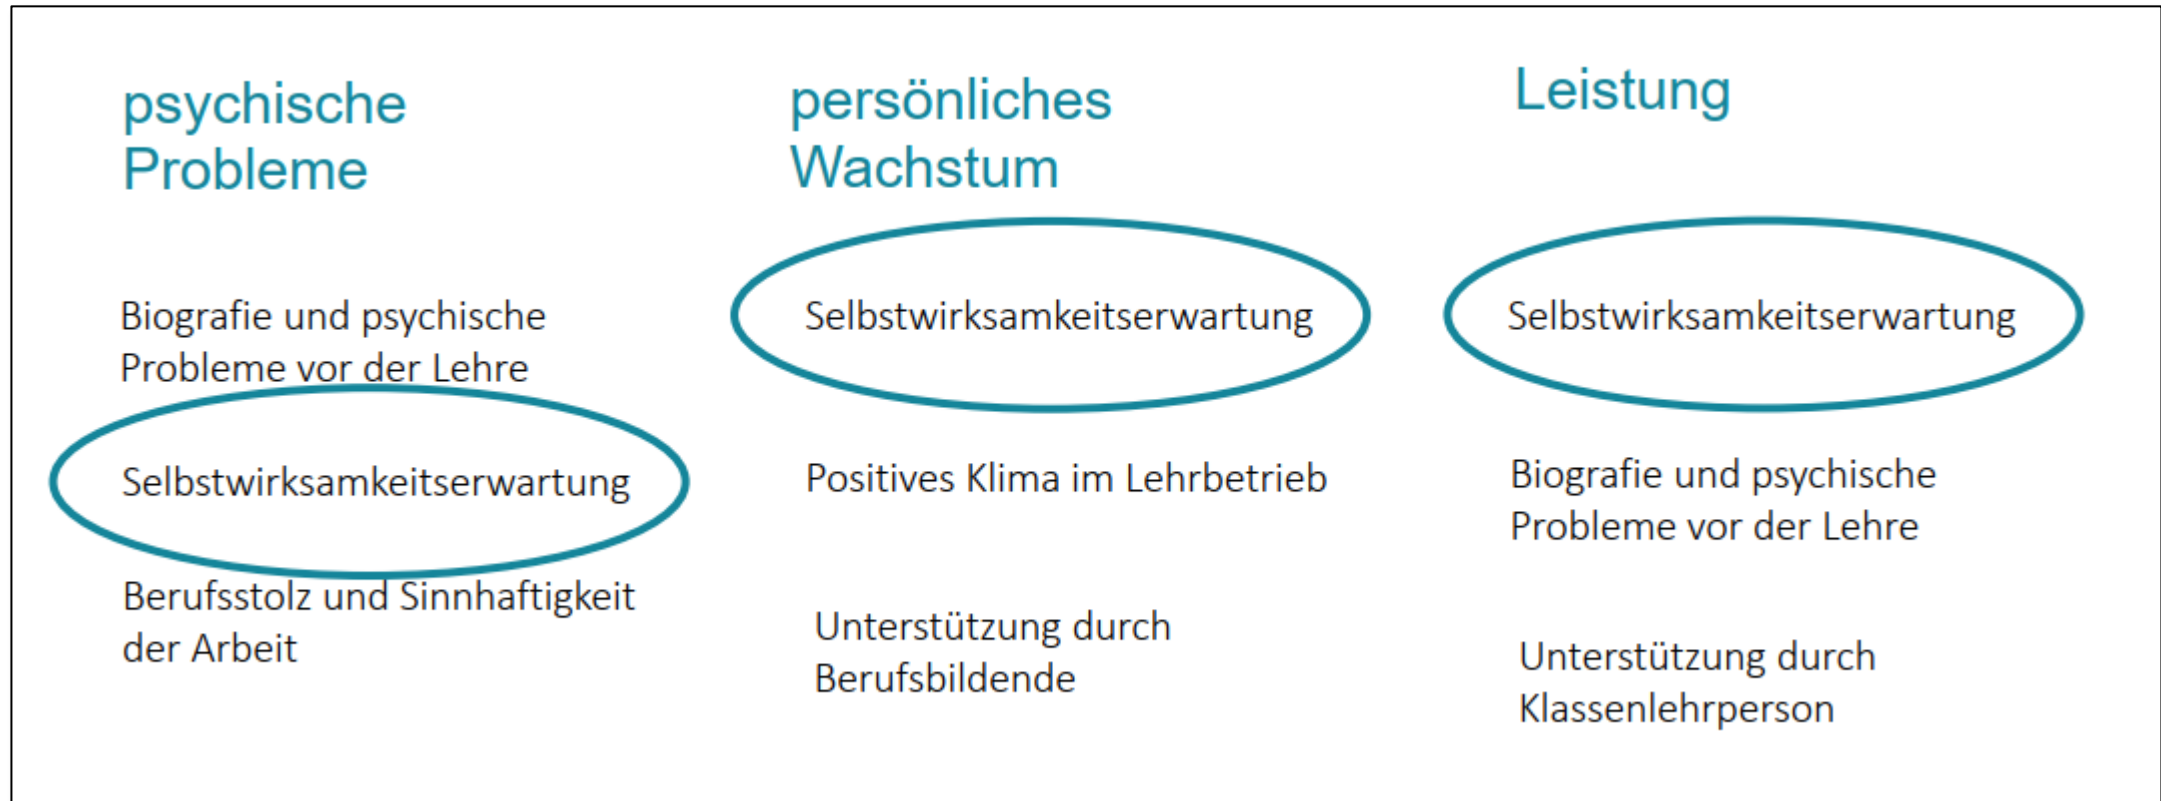 psychische
Probleme
Biografie und psychische
Probleme vor der Lehre
Selbstwirksamkeitserwartung
Berufsstolz und Sinnhaftigkeit
der Arbeit
persönliches
Wachstum
Selbstwirksamkeitserwartung
Positives Klima im Lehrbetrieb
Unterstützung durch
Berufsbildende
Leistung
Selbstwirksamkeitserwartung
Biografie und psychische
Probleme vor der Lehre
Unterstützung durch
Klassenlehrperson